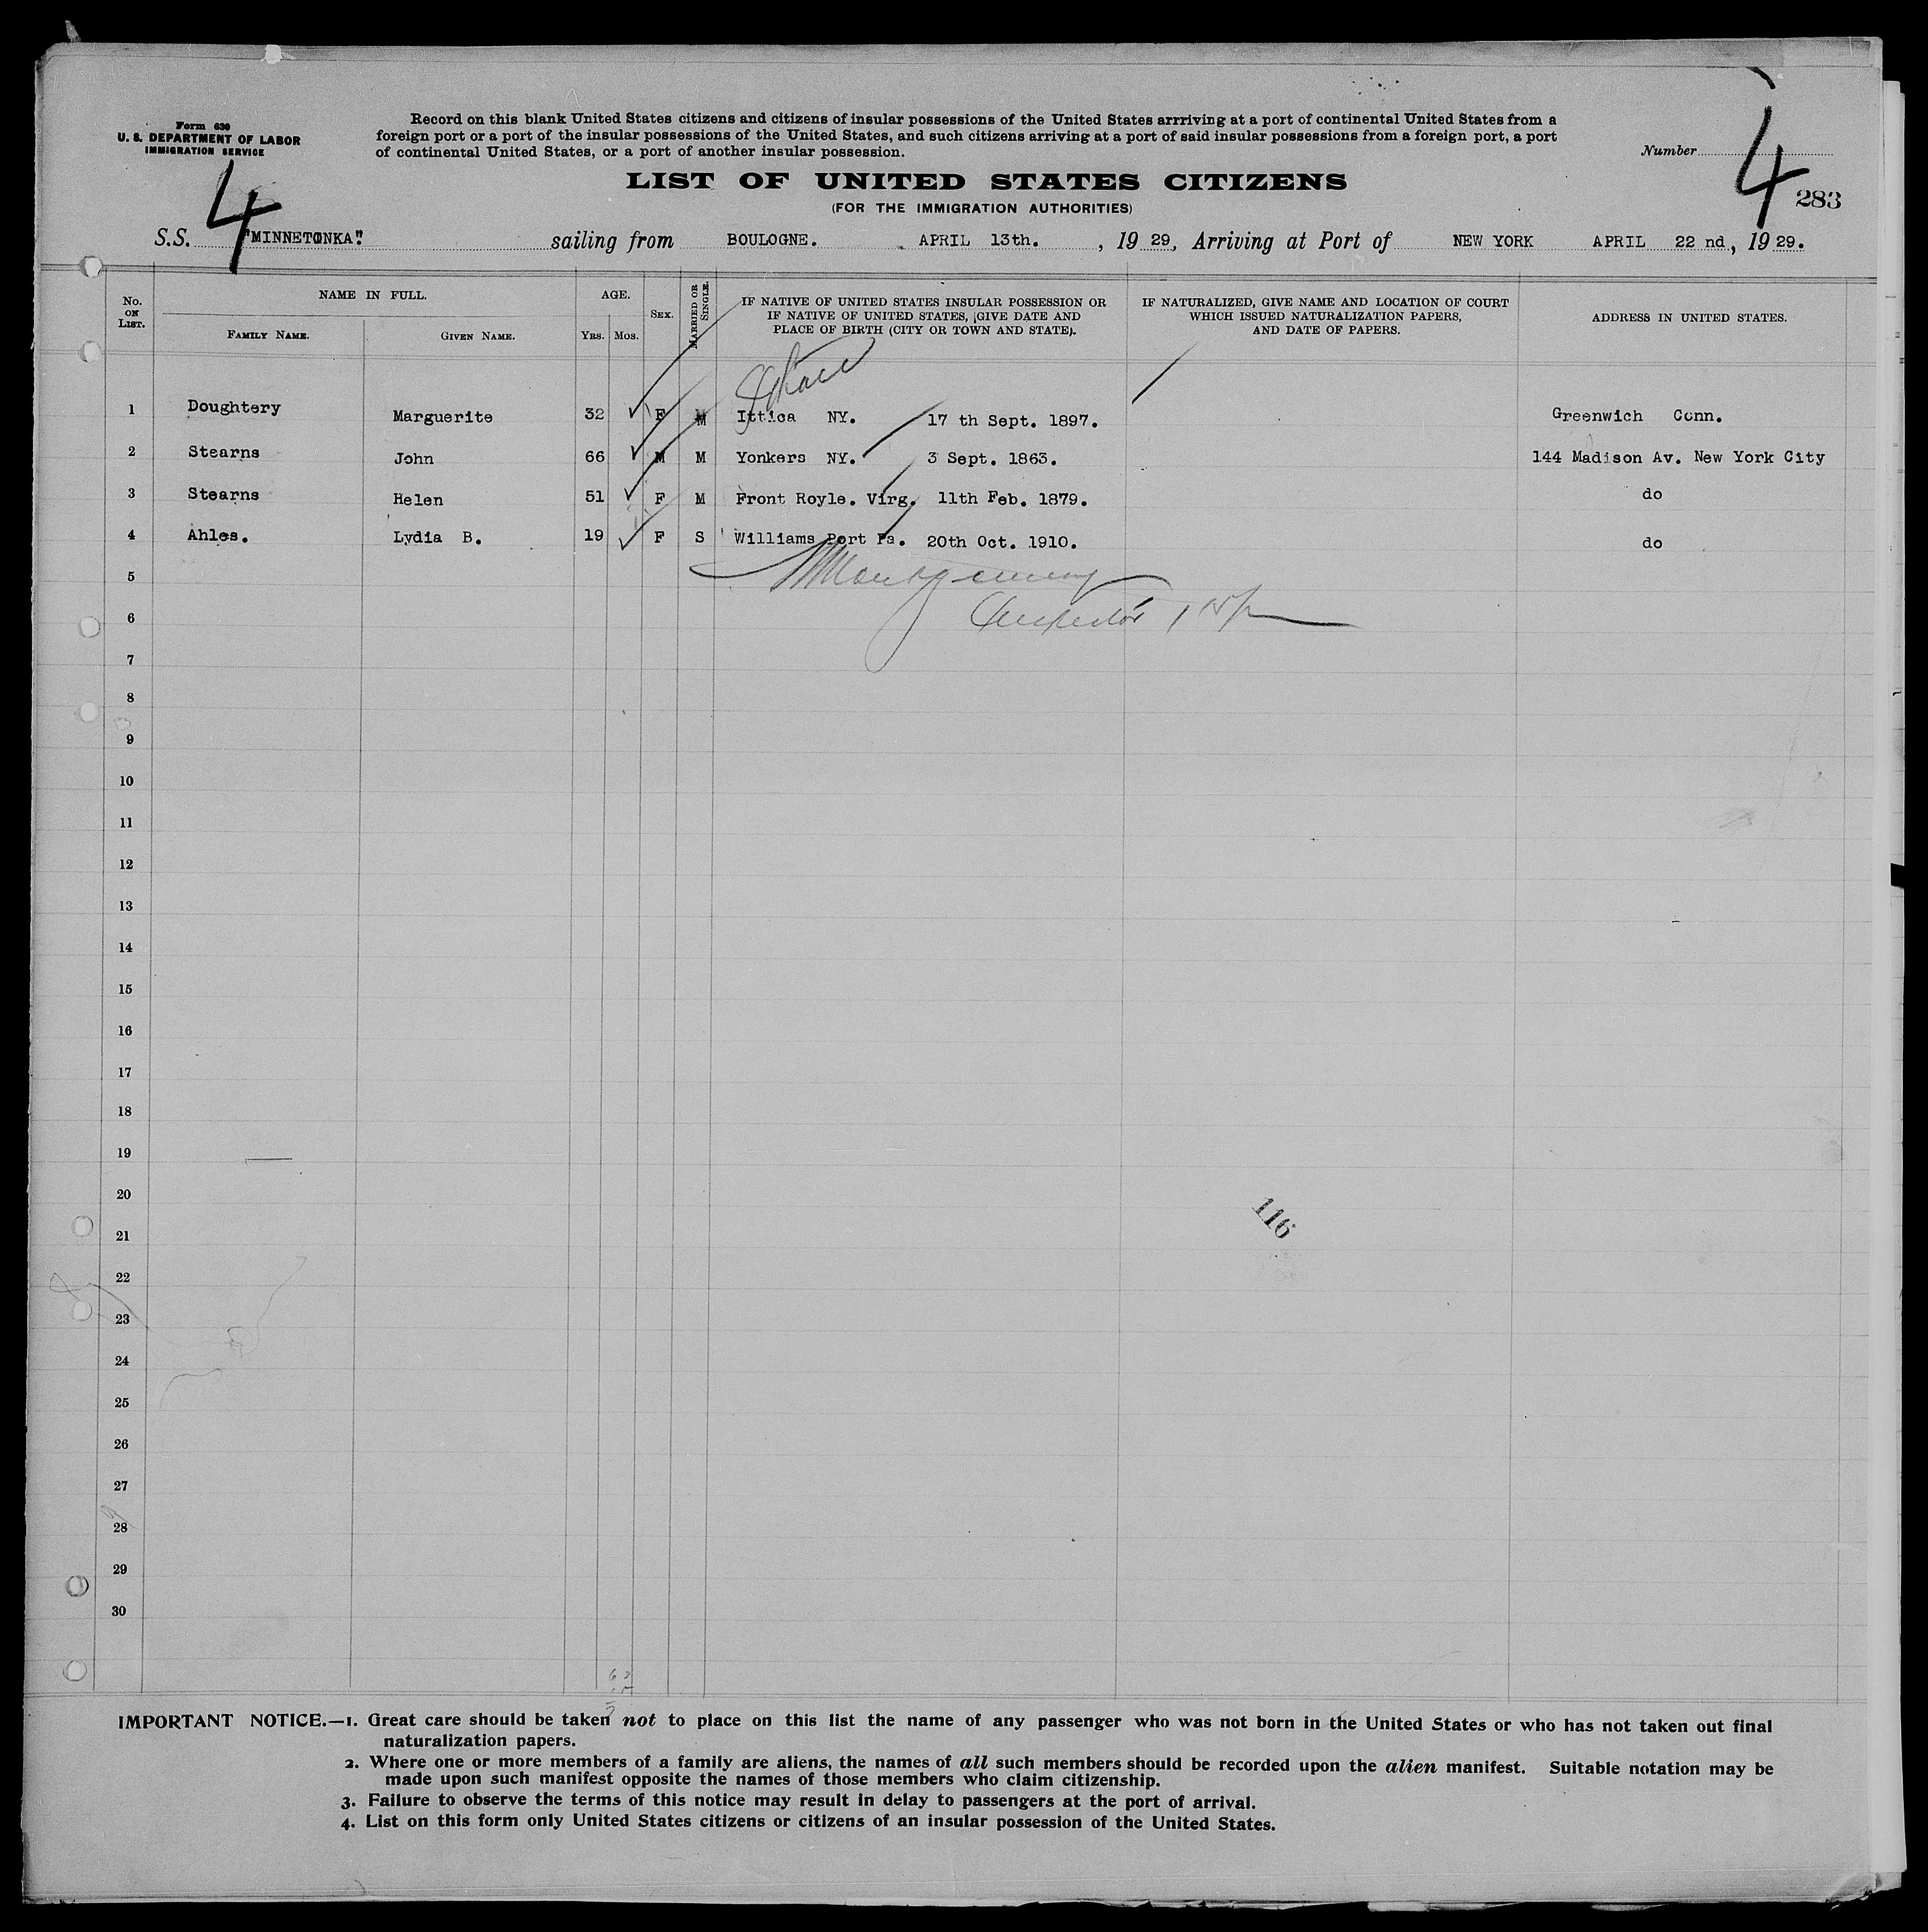 Form 630
U. S. DEPARTMENT OF LABOR
IMMIGRATION SERVICE
Record on this blank United States citizens and citizens of insular possessions of the United States arrriving at a port of continental United States from a
foreign port or a port of the insular possessions of the United States, and such citizens arriving at a port of said insular possessions from a foreign port, a port
of continental United States, or a port of another insular possession.
Number 4
283
4
LIST OF UNITED STATES CITIZENS
(FOR THE IMMIGRATION AUTHORITIES)
S.S. "MINNETONKA". sailing from BOULOGNE. APRIL 13th. , 19 29, Arriving at Port of NEW YORK APRIL 22 nd., 19 29.
No. ON LIST. NAME IN FULL. FAMILY NAME. GIVEN NAME. AGE. YRS. MOS. SEX. MARRIED OR SINGLE. IF NATIVE OF UNITED STATES INSULAR POSSESSION OR IF NATIVE OF UNITED STATES, GIVE DATE AND PLACE OF BIRTH (CITY OR TOWN AND STATE). IF NATURALIZED, GIVE NAME AND LOCATION OF COURT WHICH ISSUED NATURALIZATION PAPERS, AND DATE OF PAPERS. ADDRESS IN UNITED STATES.
Ithaca
1 Doughtery Marguerite 32 F M Ittica NY. 17 th Sept. 1897. Greenwich Conn.
2 Stearns John 66 M M Yonkers NY. 3 Sept. 1863. 144 Madison Av. New York City
3 Stearns Helen 51 F M Front Royle. Virg. 11th Feb. 1879. do
4 Ahles. Lydia B. 19 F S Williams Port Pa. 20th Oct. 1910. do
5 Montgomery
6 Inspector
7
8
9
10
11
12
13
14
15
16
17
18
19
20
116
21
22
23
24
25
26
27
28
29
30
IMPORTANT NOTICE.—1. Great care should be taken not to place on this list the name of any passenger who was not born in the United States or who has not taken out final
naturalization papers.
2. Where one or more members of a family are aliens, the names of all such members should be recorded upon the alien manifest. Suitable notation may be
made upon such manifest opposite the names of those members who claim citizenship.
3. Failure to observe the terms of this notice may result in delay to passengers at the port of arrival.
4. List on this form only United States citizens or citizens of an insular possession of the United States.